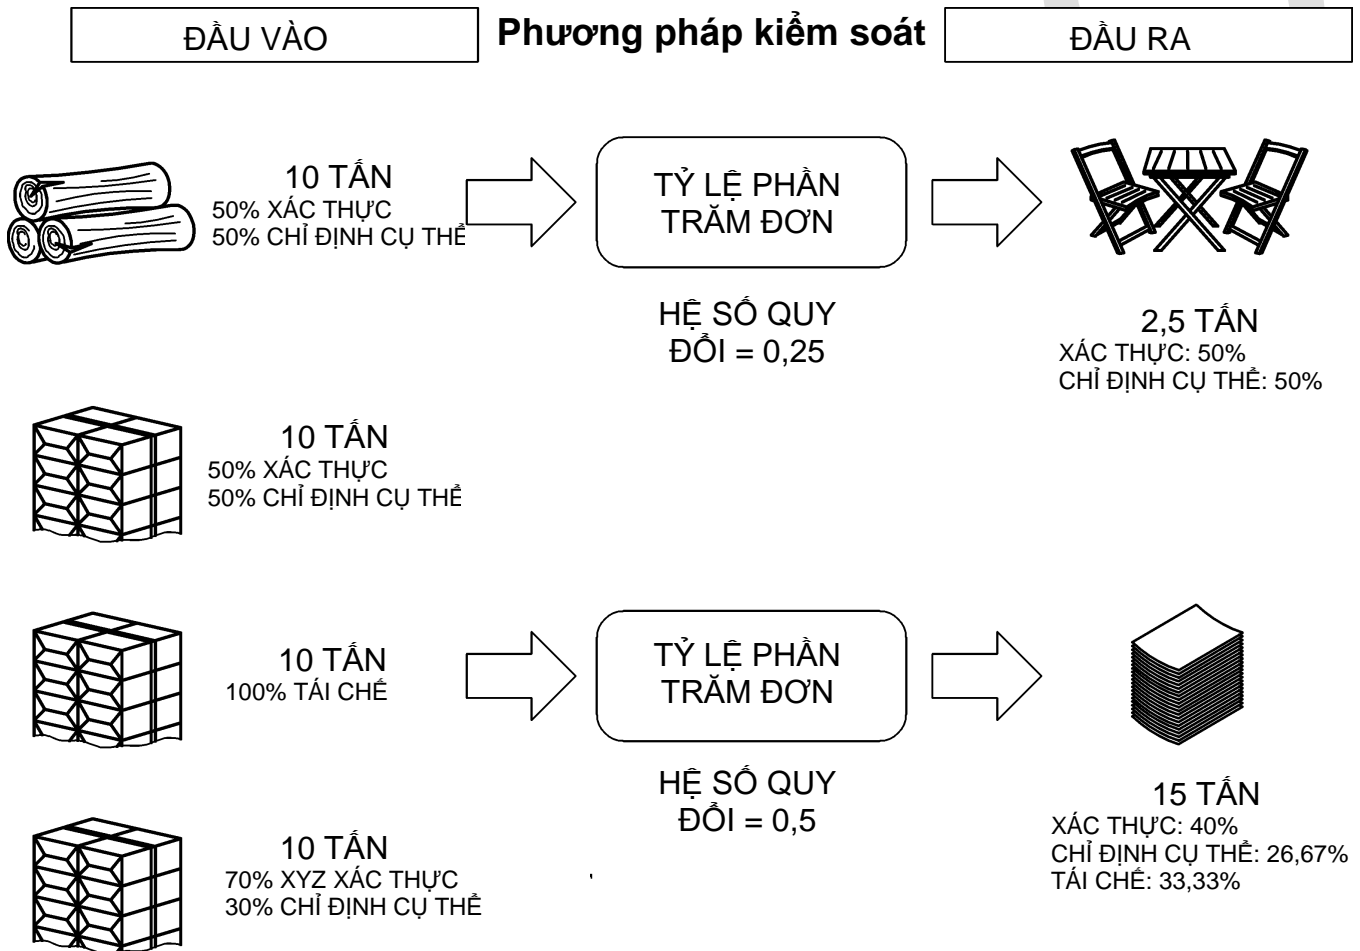 ĐẦU VÀO
Phương pháp kiểm soát
ĐẦU RA
10 TẤN
50% XÁC THỰC
50% CHỈ ĐỊNH CỤ THỂ
TỶ LỆ PHẦN
TRĂM ĐƠN
HỆ SỐ QUY
ĐỔI = 0,25
2,5 TẤN
XÁC THỰC: 50%
CHỈ ĐỊNH CỤ THỂ: 50%
10 TẤN
50% XÁC THỰC
50% CHỈ ĐỊNH CỤ THỂ
10 TẤN
100% TÁI CHẾ
TỶ LỆ PHẦN
TRĂM ĐƠN
HỆ SỐ QUY
ĐỔI = 0,5
15 TẤN
XÁC THỰC: 40%
CHỈ ĐỊNH CỤ THỂ: 26,67%
TÁI CHẾ: 33,33%
10 TẤN
70% XYZ XÁC THỰC
30% CHỈ ĐỊNH CỤ THỂ